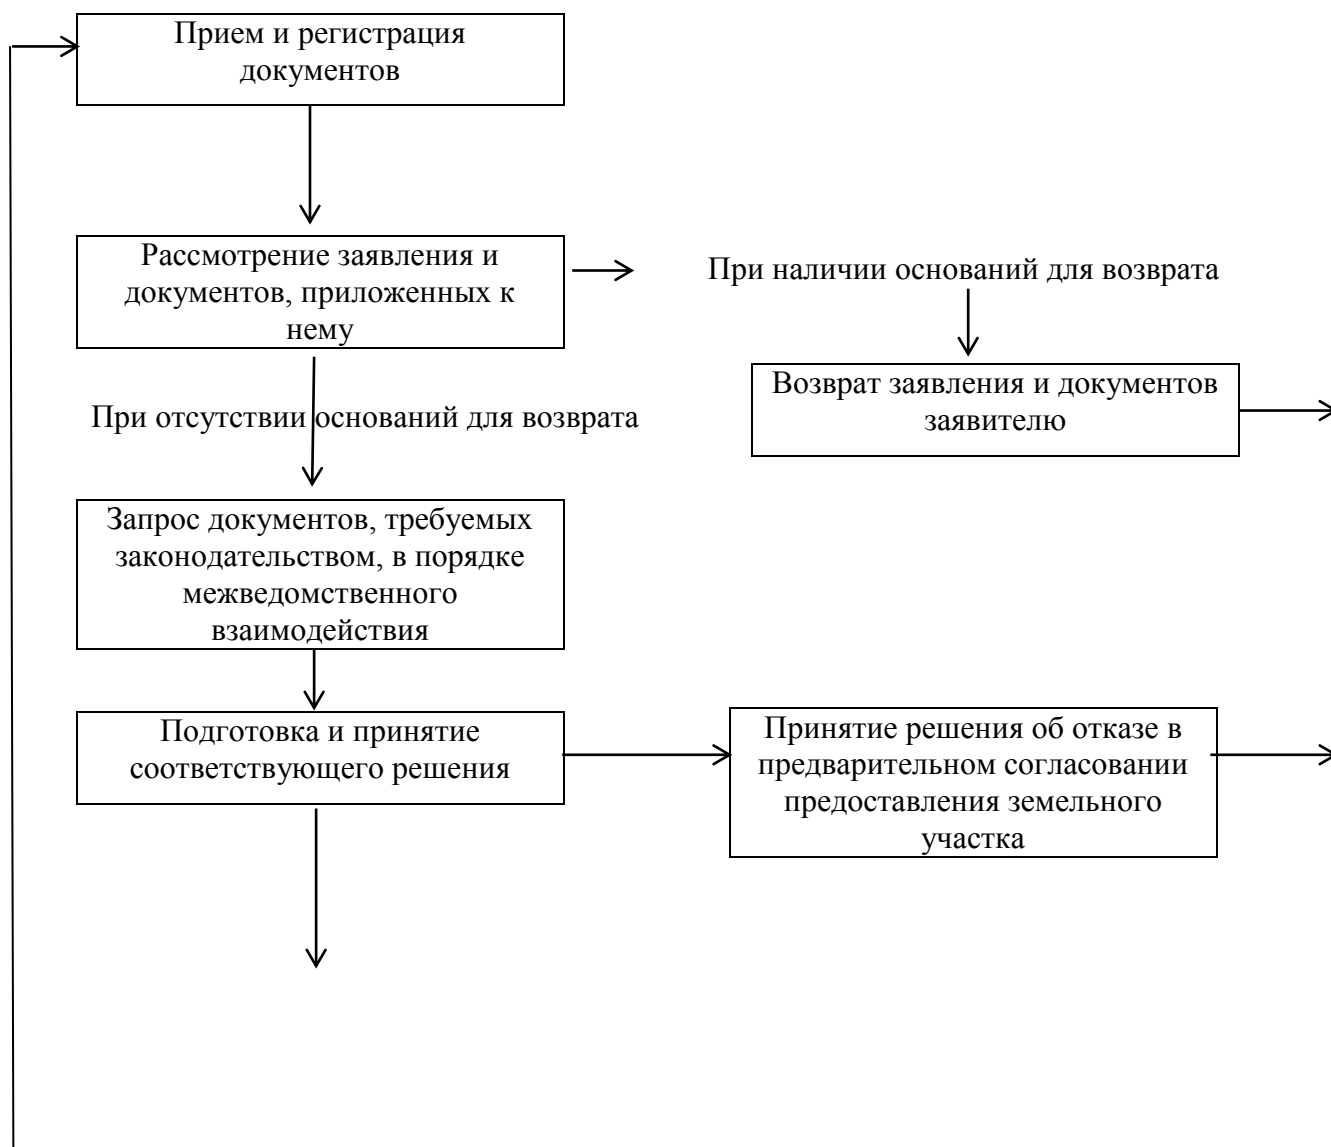 Прием и регистрация
документов
Рассмотрение заявления и
документов, приложенных к
нему
При наличии оснований для возврата
Возврат заявления и документов
заявителю
При отсутствии оснований для возврата
Запрос документов, требуемых
законодательством, в порядке
межведомственного
взаимодействия
Подготовка и принятие
соответствующего решения
Принятие решения об отказе в
предварительном согласовании
предоставления земельного
участка